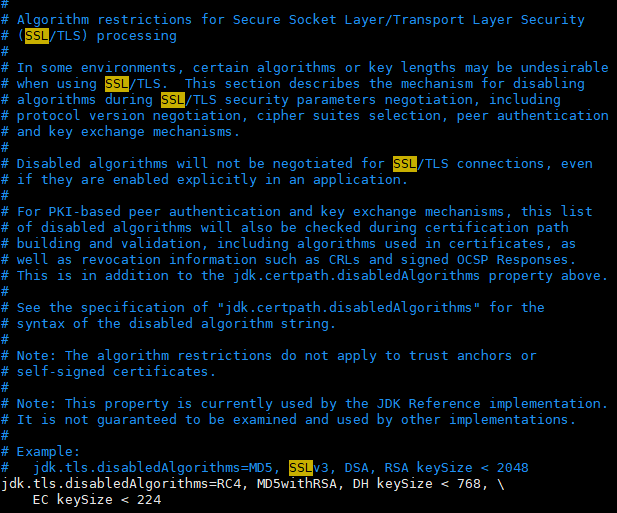 #
# Algorithm restrictions for Secure Socket Layer/Transport Layer Security
# (SSL/TLS) processing
#
# In some environments, certain algorithms or key lengths may be undesirable
# when using SSL/TLS.  This section describes the mechanism for disabling
# algorithms during SSL/TLS security parameters negotiation, including
# protocol version negotiation, cipher suites selection, peer authentication
# and key exchange mechanisms.
#
# Disabled algorithms will not be negotiated for SSL/TLS connections, even
# if they are enabled explicitly in an application.
#
# For PKI-based peer authentication and key exchange mechanisms, this list
# of disabled algorithms will also be checked during certification path
# building and validation, including algorithms used in certificates, as
# well as revocation information such as CRLs and signed OCSP Responses.
# This is in addition to the jdk.certpath.disabledAlgorithms property above.
#
# See the specification of "jdk.certpath.disabledAlgorithms" for the
# syntax of the disabled algorithm string.
#
# Note: The algorithm restrictions do not apply to trust anchors or
# self-signed certificates.
#
# Note: This property is currently used by the JDK Reference implementation.
# It is not guaranteed to be examined and used by other implementations.
#
# Example:
#   jdk.tls.disabledAlgorithms=MD5, SSLv3, DSA, RSA keySize < 2048
jdk.tls.disabledAlgorithms=RC4, MD5withRSA, DH keySize < 768, \
    EC keySize < 224